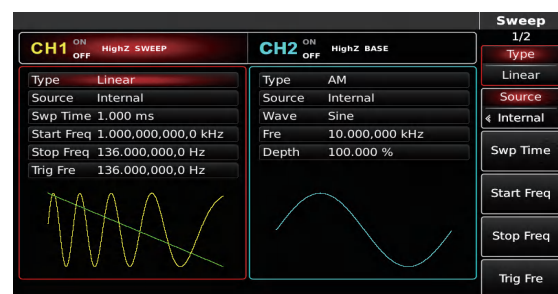 Sweep
1/2
CH1 ON OFF HighZ SWEEP
CH2 ON OFF HighZ BASE
Type Linear
Source Internal
Swp Time 1.000 ms
Start Freq 1.000,000,000,0 kHz
Stop Freq 136.000,000,0 Hz
Trig Fre 136.000,000,0 Hz
Type AM
Source Internal
Wave Sine
Fre 10.000,000 kHz
Depth 100.000 %
Type
Linear
Source
Internal
Swp Time
Start Freq
Stop Freq
Trig Fre